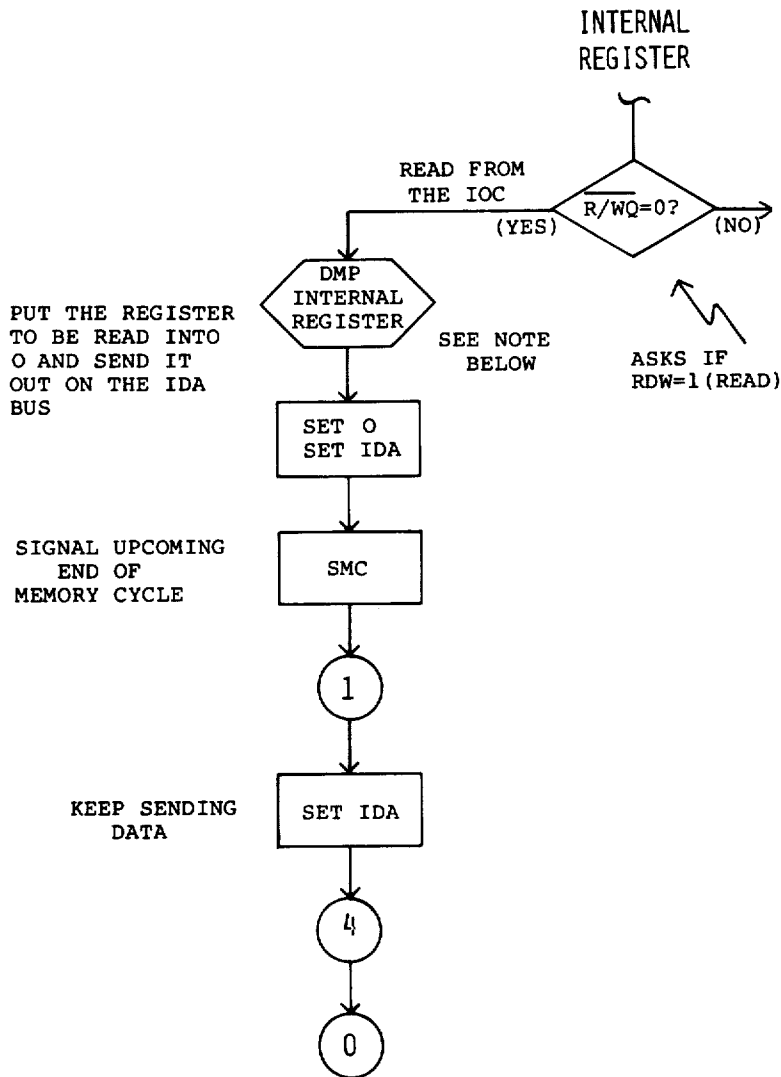 INTERNAL
REGISTER
READ FROM
THE IOC
R/WQ=0?
(YES)
(NO)
DMP
INTERNAL
REGISTER
PUT THE REGISTER
TO BE READ INTO
O AND SEND IT
OUT ON THE IDA
BUS
SEE NOTE
BELOW
ASKS IF
RDW=1(READ)
SET O
SET IDA
SIGNAL UPCOMING
END OF
MEMORY CYCLE
SMC
1
KEEP SENDING
DATA
SET IDA
4
0